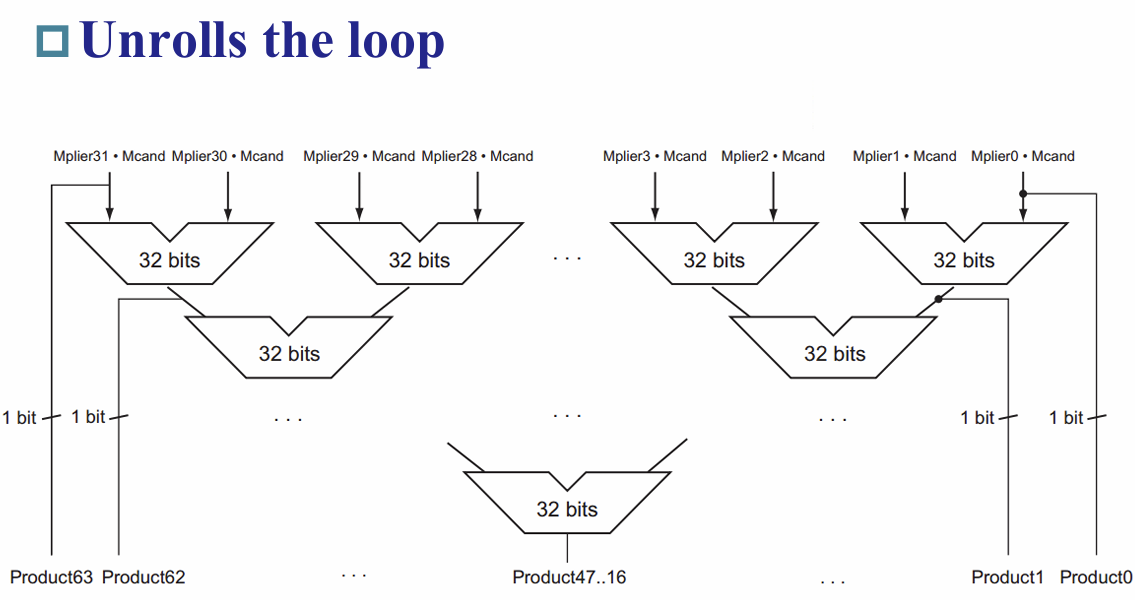 Unrolls the loop
Mplier31 • Mcand Mplier30 • Mcand Mplier29 • Mcand Mplier28 • Mcand Mplier3 • Mcand Mplier2 • Mcand Mplier1 • Mcand Mplier0 • Mcand
32 bits 32 bits . . . 32 bits 32 bits
32 bits 32 bits
1 bit 1 bit . . . . . . . . . 1 bit 1 bit
32 bits
Product63 Product62 . . . Product47..16 . . . Product1 Product0